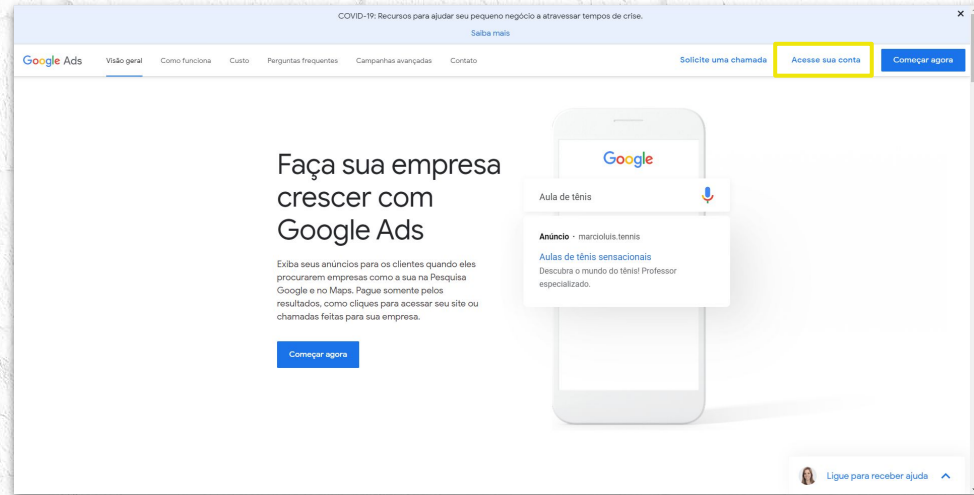 COVID-19: Recursos para ajudar seu pequeno negócio a atravessar tempos de crise.
Saiba mais
Google Ads Visão geral Como funciona Custo Perguntas frequentes Campanhas avançadas Contato Solicite uma chamada Acesse sua conta Começar agora
Google
Faça sua empresa
crescer com
Google Ads
Exiba seus anúncios para os clientes quando eles
procurarem empresas como a sua na Pesquisa
Google e no Maps. Pague somente pelos
resultados, como cliques para acessar seu site ou
chamadas feitas para sua empresa.
Começar agora
Aula de tênis
Anúncio - marcioluis.tennis
Aulas de tênis sensacionais
Descubra o mundo do tênis! Professor
especializado.
Ligue para receber ajuda